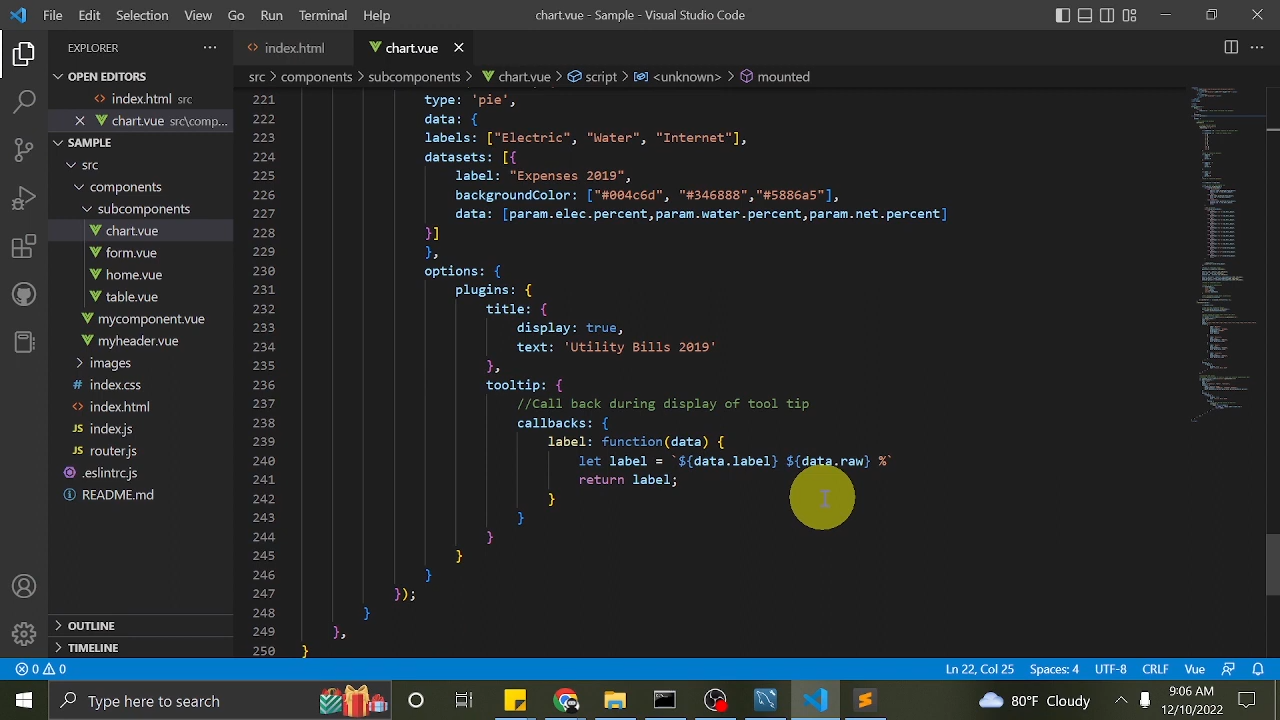 File Edit Selection View Go Run Terminal Help
chart.vue - Sample - Visual Studio Code
EXPLORER
index.html
chart.vue
OPEN EDITORS
index.html src
chart.vue src\comp...
SAMPLE
src
components
subcomponents
chart.vue
form.vue
home.vue
table.vue
mycomponent.vue
myheader.vue
images
index.css
index.html
index.js
router.js
.eslintrc.js
README.md
OUTLINE
TIMELINE
src > components > subcomponents > chart.vue > script > <unknown> > mounted
221 type: 'pie',
222 data: {
223 labels: ["Electric", "Water", "Internet"],
224 datasets: [{
225 label: "Expenses 2019",
226 backgroundColor: ["#004c6d", "#346888","#5886a5"],
227 data: [param.elec.percent,param.water.percent,param.net.percent]
228 }]
229 },
230 options: {
231 plugins: {
232 title: {
233 display: true,
234 text: 'Utility Bills 2019'
235 },
236 tooltip: {
237 //Call back during display of tool tip
238 callbacks: {
239 label: function(data) {
240 let label = `${data.label} ${data.raw} %`
241 return label;
242 }
243 }
244 }
245 }
246 }
247 });
248 }
249 },
250 }
0 0
Ln 22, Col 25 Spaces: 4 UTF-8 CRLF Vue
Type here to search
80°F Cloudy
9:06 AM
12/10/2022